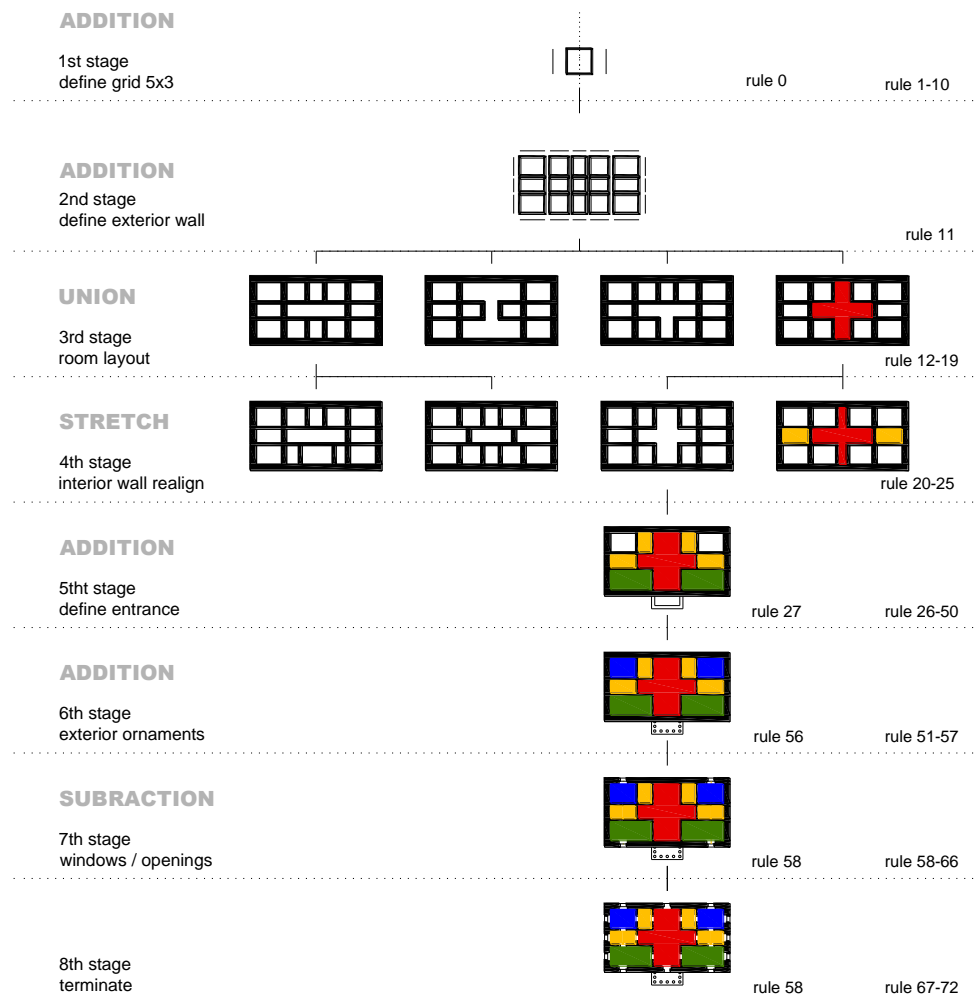 ADDITION
1st stage
define grid 5x3
rule 0
rule 1-10
ADDITION
2nd stage
define exterior wall
rule 11
UNION
3rd stage
room layout
rule 12-19
STRETCH
4th stage
interior wall realign
rule 20-25
ADDITION
5tht stage
define entrance
rule 27
rule 26-50
ADDITION
6th stage
exterior ornaments
rule 56
rule 51-57
SUBRACTION
7th stage
windows / openings
rule 58
rule 58-66
8th stage
terminate
rule 58
rule 67-72